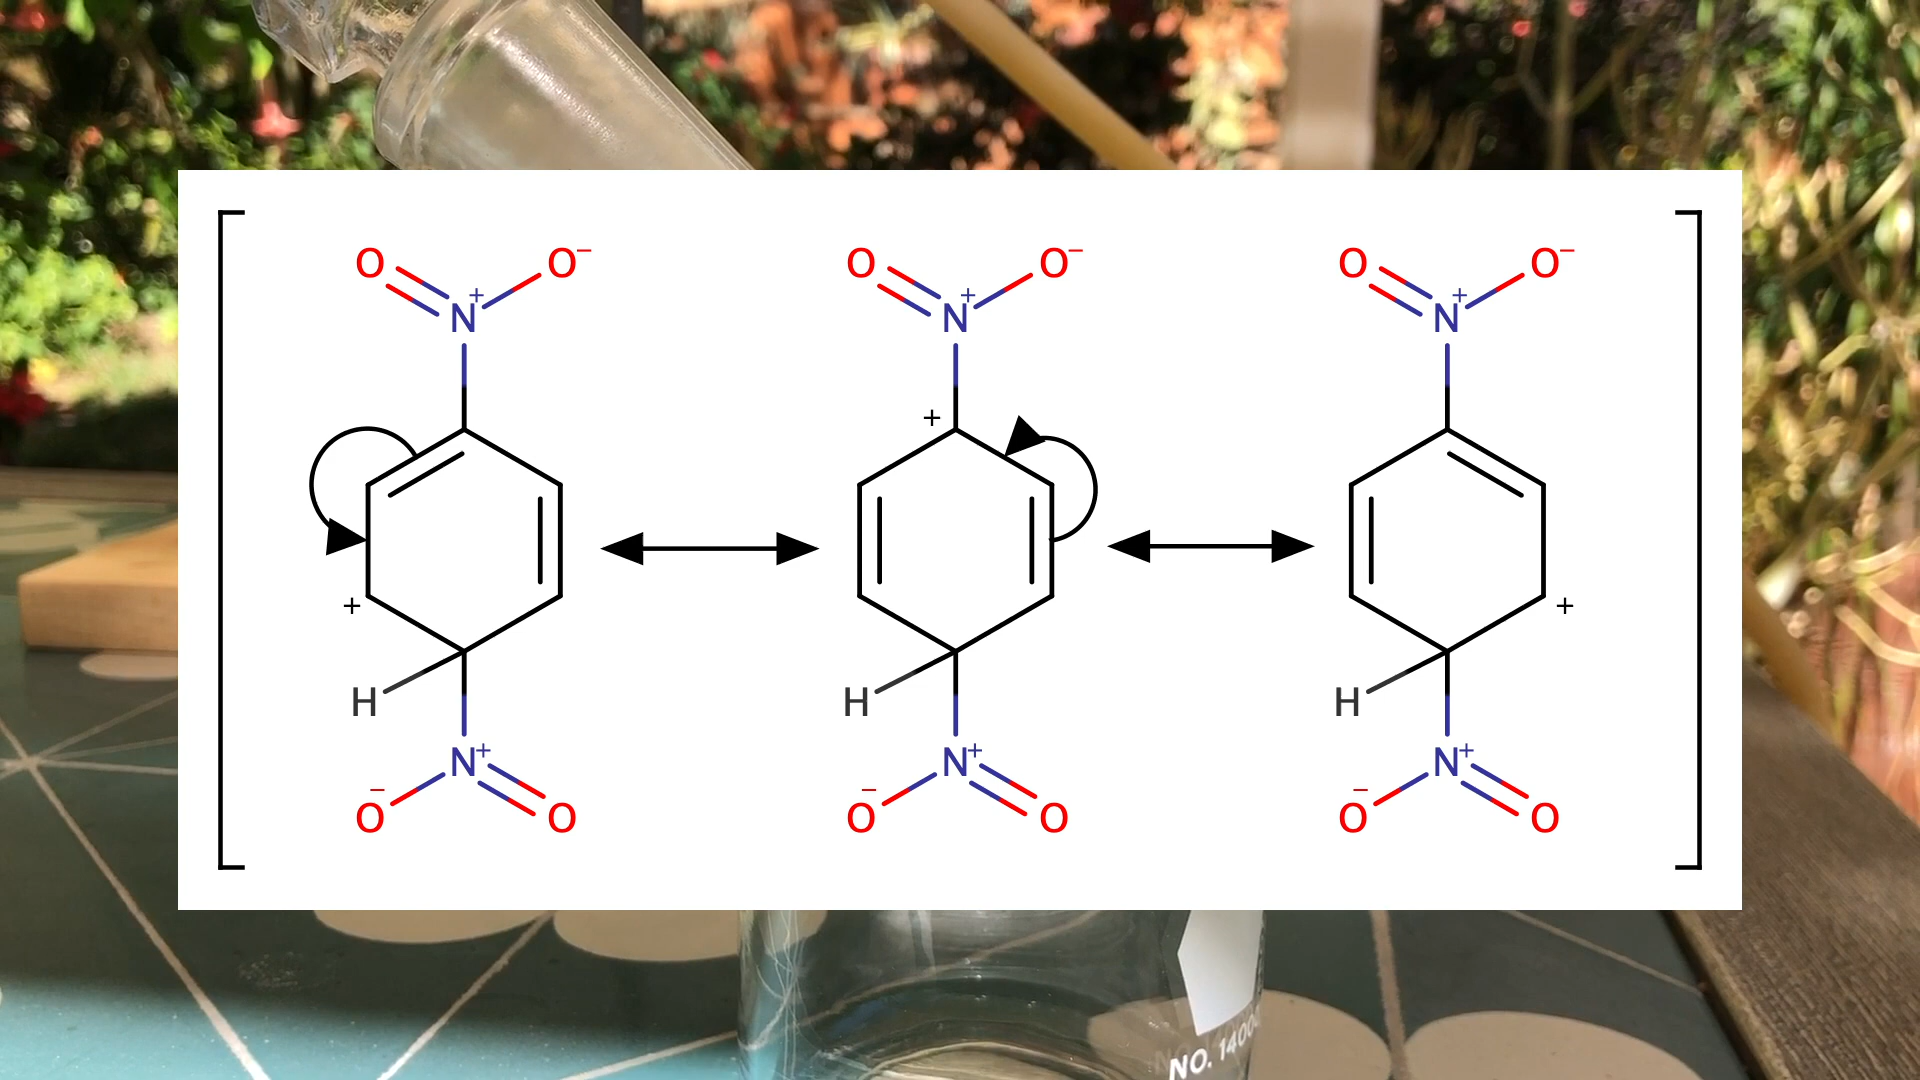 O O⁻ O O⁻ O O⁻
N⁺ N⁺ N⁺
+
+ +
H H H
N⁺ N⁺ N⁺
⁻O O ⁻O O ⁻O O
NO. 1400